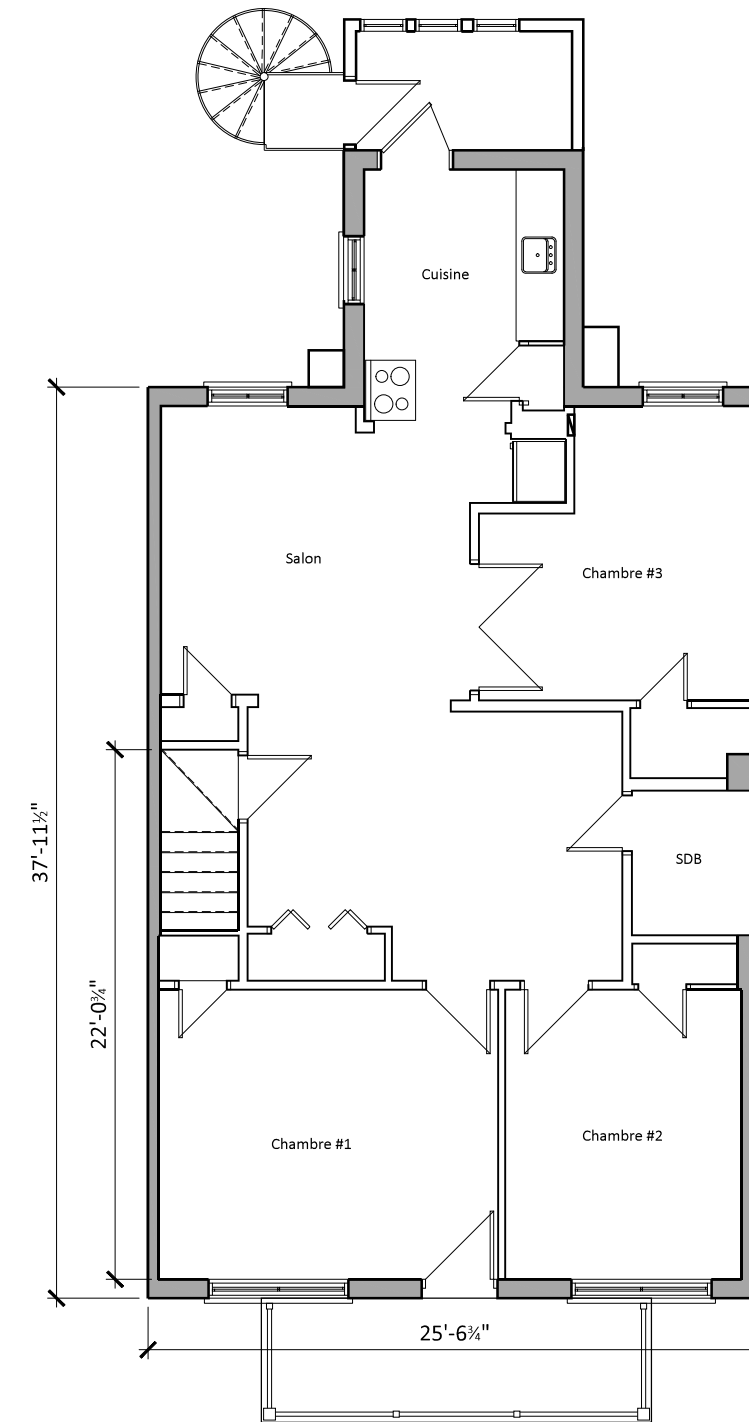 Cuisine
Salon
Chambre #3
SDB
37'-11½"
22'-0¾"
Chambre #1
Chambre #2
25'-6¾"